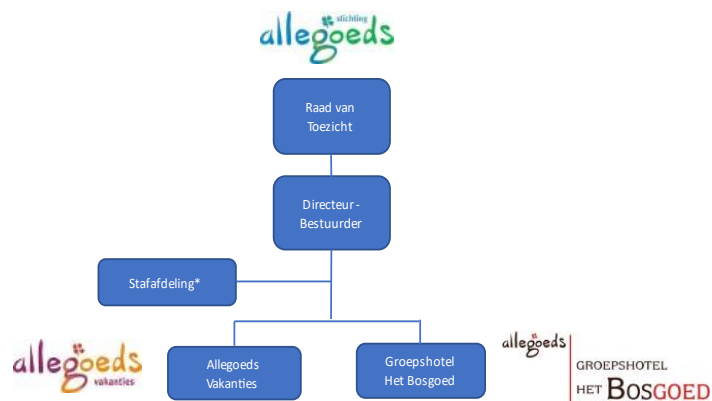 stichting
allegoeds
Raad van
Toezicht
Directeur -
Bestuurder
Stafafdeling*
allegoeds
vakanties
Allegoeds
Vakanties
Groepshotel
Het Bosgoed
allegoeds
GROEPSHOTEL
HET BOSGOED